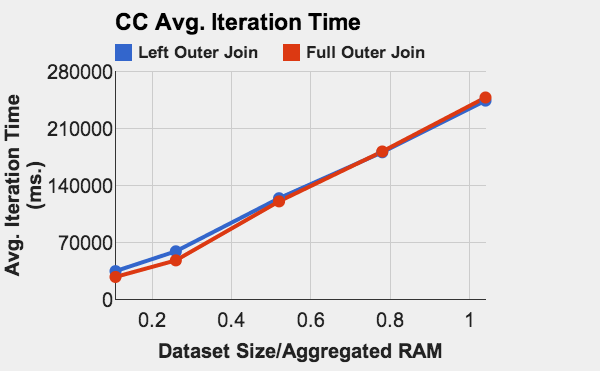 CC Avg. Iteration Time
Left Outer Join Full Outer Join
280000
210000
140000
70000
0
Avg. Iteration Time
(ms.)
0.2 0.4 0.6 0.8 1
Dataset Size/Aggregated RAM